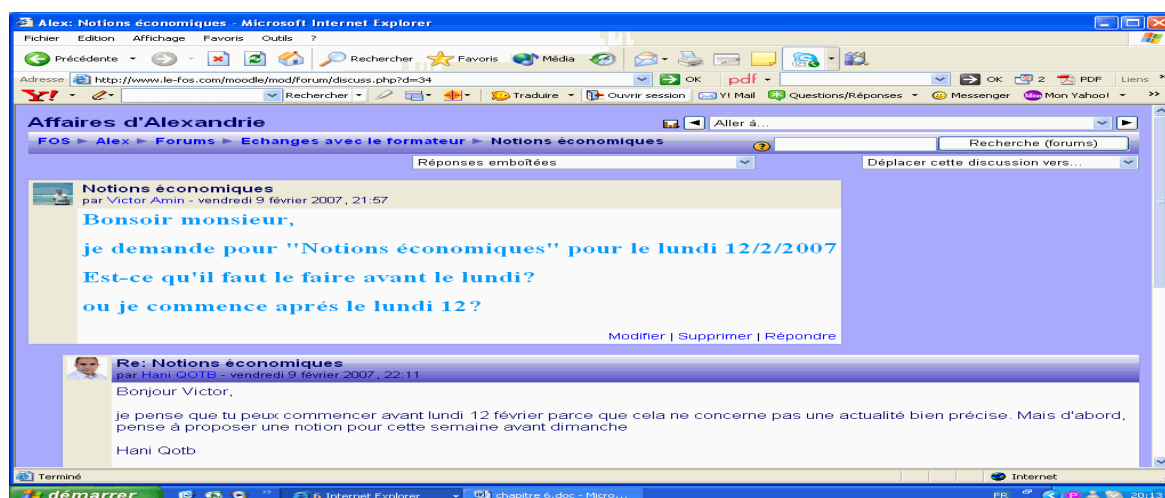 Alex: Notions économiques - Microsoft Internet Explorer
Fichier Edition Affichage Favoris Outils ?
Précédente Rechercher Favoris Média
Adresse http://www.le-fos.com/moodle/mod/forum/discuss.php?d=34 OK pdf OK 2 PDF Liens »
Y! Rechercher Traduire Ouvrir session Y! Mail Questions/Réponses Messenger Mon Yahoo! »
Affaires d'Alexandrie Aller à...
FOS ► Alex ► Forums ► Echanges avec le formateur ► Notions économiques Recherche (forums)
Réponses emboîtées Déplacer cette discussion vers...
Notions économiques
par Victor Amin - vendredi 9 février 2007, 21:57
Bonsoir monsieur,
je demande pour "Notions économiques" pour le lundi 12/2/2007
Est-ce qu'il faut le faire avant le lundi?
ou je commence aprés le lundi 12?
Modifier | Supprimer | Répondre
Re: Notions économiques
par Hani QOTB - vendredi 9 février 2007, 22:11
Bonjour Victor,
je pense que tu peux commencer avant lundi 12 février parce que cela ne concerne pas une actualité bien précise. Mais d'abord,
pense à proposer une notion pour cette semaine avant dimanche
Hani Qotb
Terminé Internet
démarrer » 6 Internet Explorer chapitre 6.doc - Micro... FR 20:17